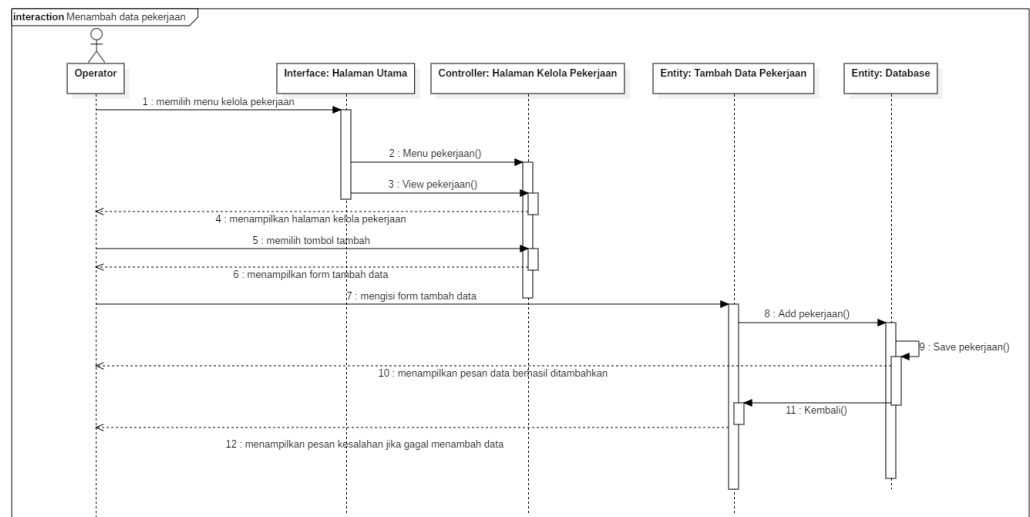 interaction Menambah data pekerjaan
Operator
Interface: Halaman Utama
Controller: Halaman Kelola Pekerjaan
Entity: Tambah Data Pekerjaan
Entity: Database
1 : memilih menu kelola pekerjaan
2 : Menu pekerjaan()
3 : View pekerjaan()
4 : menampilkan halaman kelola pekerjaan
5 : memilih tombol tambah
6 : menampilkan form tambah data
7 : mengisi form tambah data
8 : Add pekerjaan()
9 : Save pekerjaan()
10 : menampilkan pesan data berhasil ditambahkan
11 : Kembali()
12 : menampilkan pesan kesalahan jika gagal menambah data